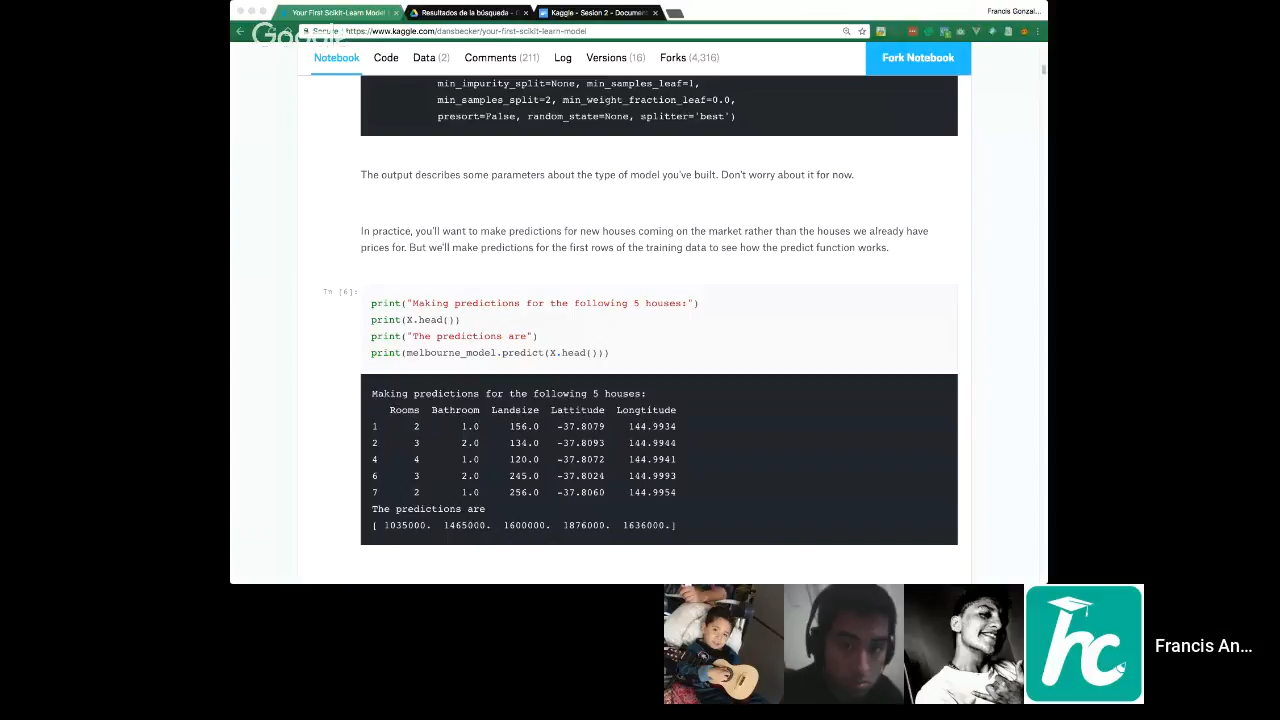 Your First Scikit-Learn Model
Resultados de la búsqueda -
Kaggle - Sesion 2 - Document
Francis Gonzal...
Google
Secure
https://www.kaggle.com/dansbecker/your-first-scikit-learn-model
Notebook Code Data (2) Comments (211) Log Versions (16) Forks (4,316) Fork Notebook
min_impurity_split=None, min_samples_leaf=1,
min_samples_split=2, min_weight_fraction_leaf=0.0,
presort=False, random_state=None, splitter='best')
The output describes some parameters about the type of model you've built. Don't worry about it for now.
In practice, you'll want to make predictions for new houses coming on the market rather than the houses we already have
prices for. But we'll make predictions for the first rows of the training data to see how the predict function works.
In [6]:
print("Making predictions for the following 5 houses:")
print(X.head())
print("The predictions are")
print(melbourne_model.predict(X.head()))
Making predictions for the following 5 houses:
Rooms Bathroom Landsize Lattitude Longtitude
1 2 1.0 156.0 -37.8079 144.9934
2 3 2.0 134.0 -37.8093 144.9944
4 4 1.0 120.0 -37.8072 144.9941
6 3 2.0 245.0 -37.8024 144.9993
7 2 1.0 256.0 -37.8060 144.9954
The predictions are
[ 1035000. 1465000. 1600000. 1876000. 1636000.]
hc
Francis An...